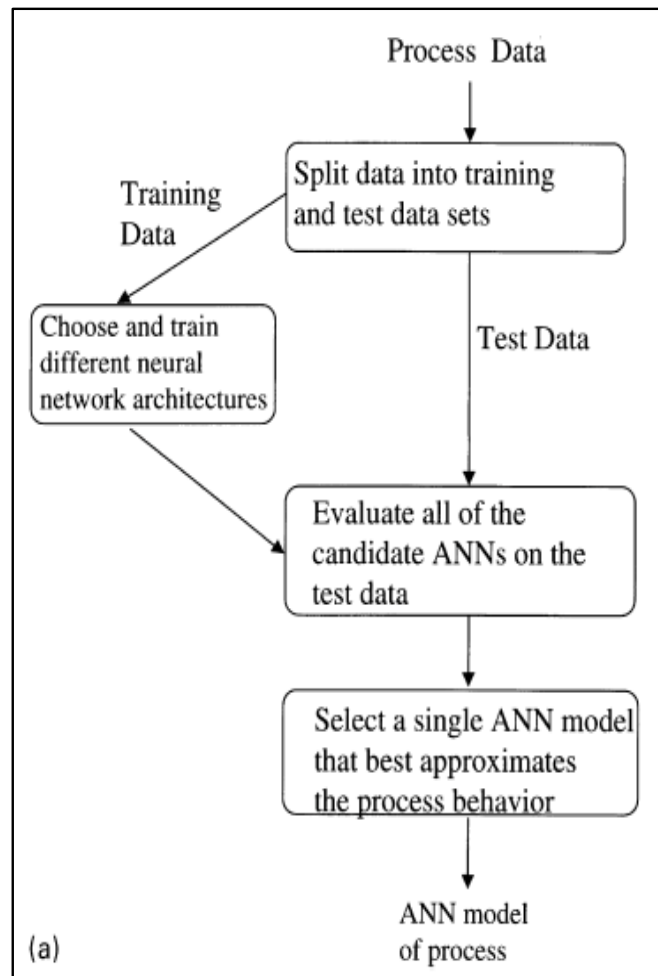 Process Data
Split data into training
and test data sets
Training
Data
Choose and train
different neural
network architectures
Test Data
Evaluate all of the
candidate ANNs on the
test data
Select a single ANN model
that best approximates
the process behavior
ANN model
of process
(a)